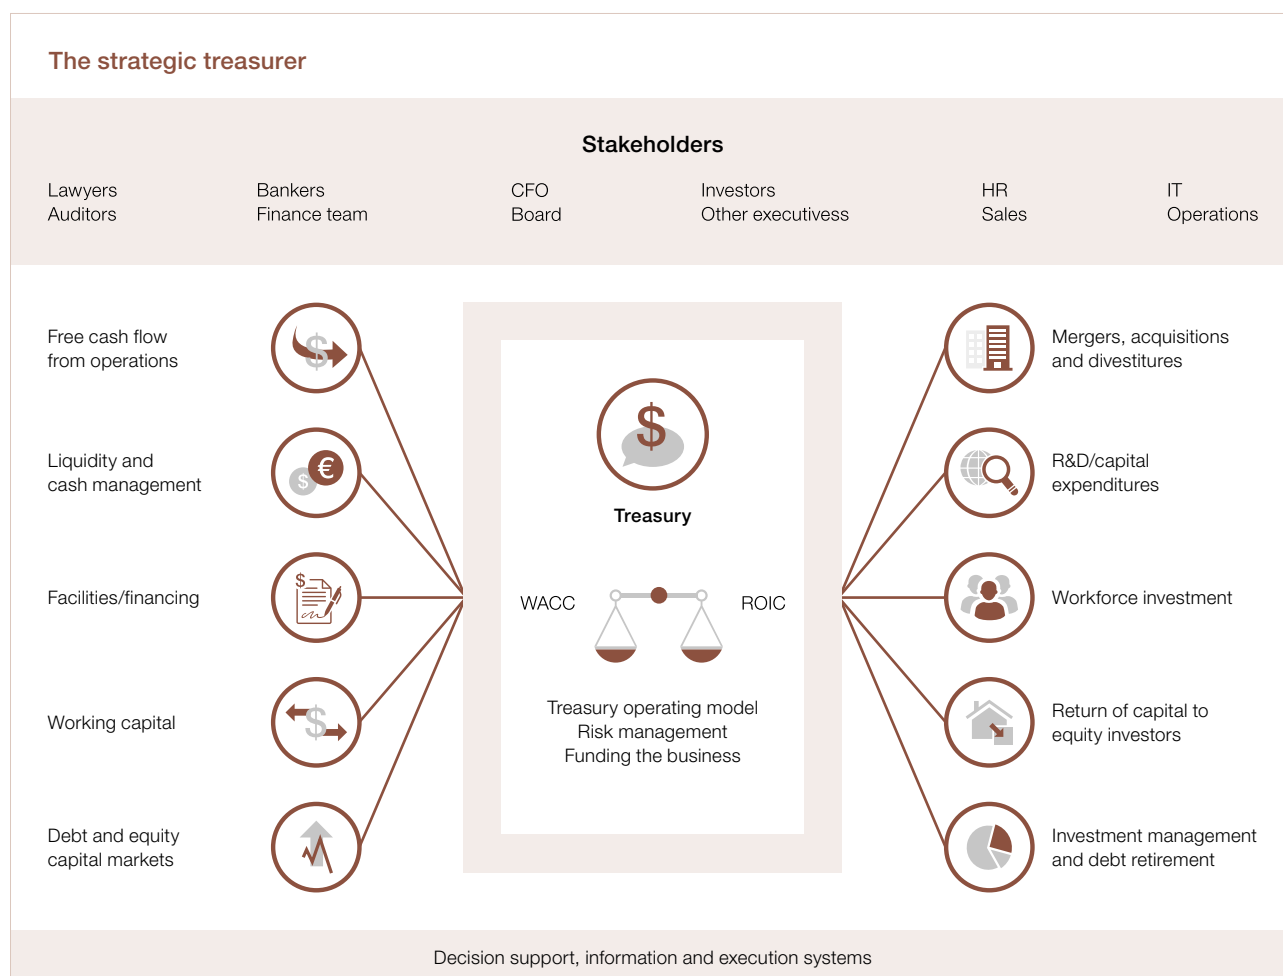 The strategic treasurer
Stakeholders
Lawyers
Auditors
Bankers
Finance team
CFO
Board
Investors
Other executivess
HR
Sales
IT
Operations
Free cash flow
from operations
$
Liquidity and
cash management
$ €
Facilities/financing
$
Working capital
$
Debt and equity
capital markets
$
Treasury
WACC
ROIC
Treasury operating model
Risk management
Funding the business
Mergers, acquisitions
and divestitures
R&D/capital
expenditures
Workforce investment
Return of capital to
equity investors
Investment management
and debt retirement
Decision support, information and execution systems